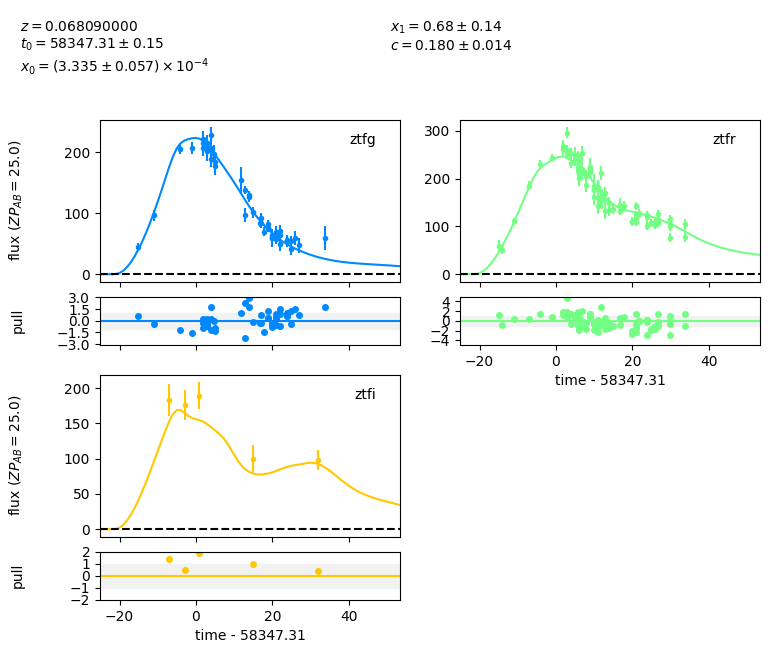 z = 0.068090000
t0 = 58347.31 ± 0.15
x0 = (3.335 ± 0.057) × 10^−4
x1 = 0.68 ± 0.14
c = 0.180 ± 0.014
flux (ZP_AB = 25.0)
200
100
0
ztfg
300
200
100
0
ztfr
pull
3.0
1.5
0.0
−1.5
−3.0
4
2
0
−2
−4
−20
0
20
40
time - 58347.31
flux (ZP_AB = 25.0)
200
150
100
50
0
ztfi
pull
2
1
0
−1
−2
−20
0
20
40
time - 58347.31